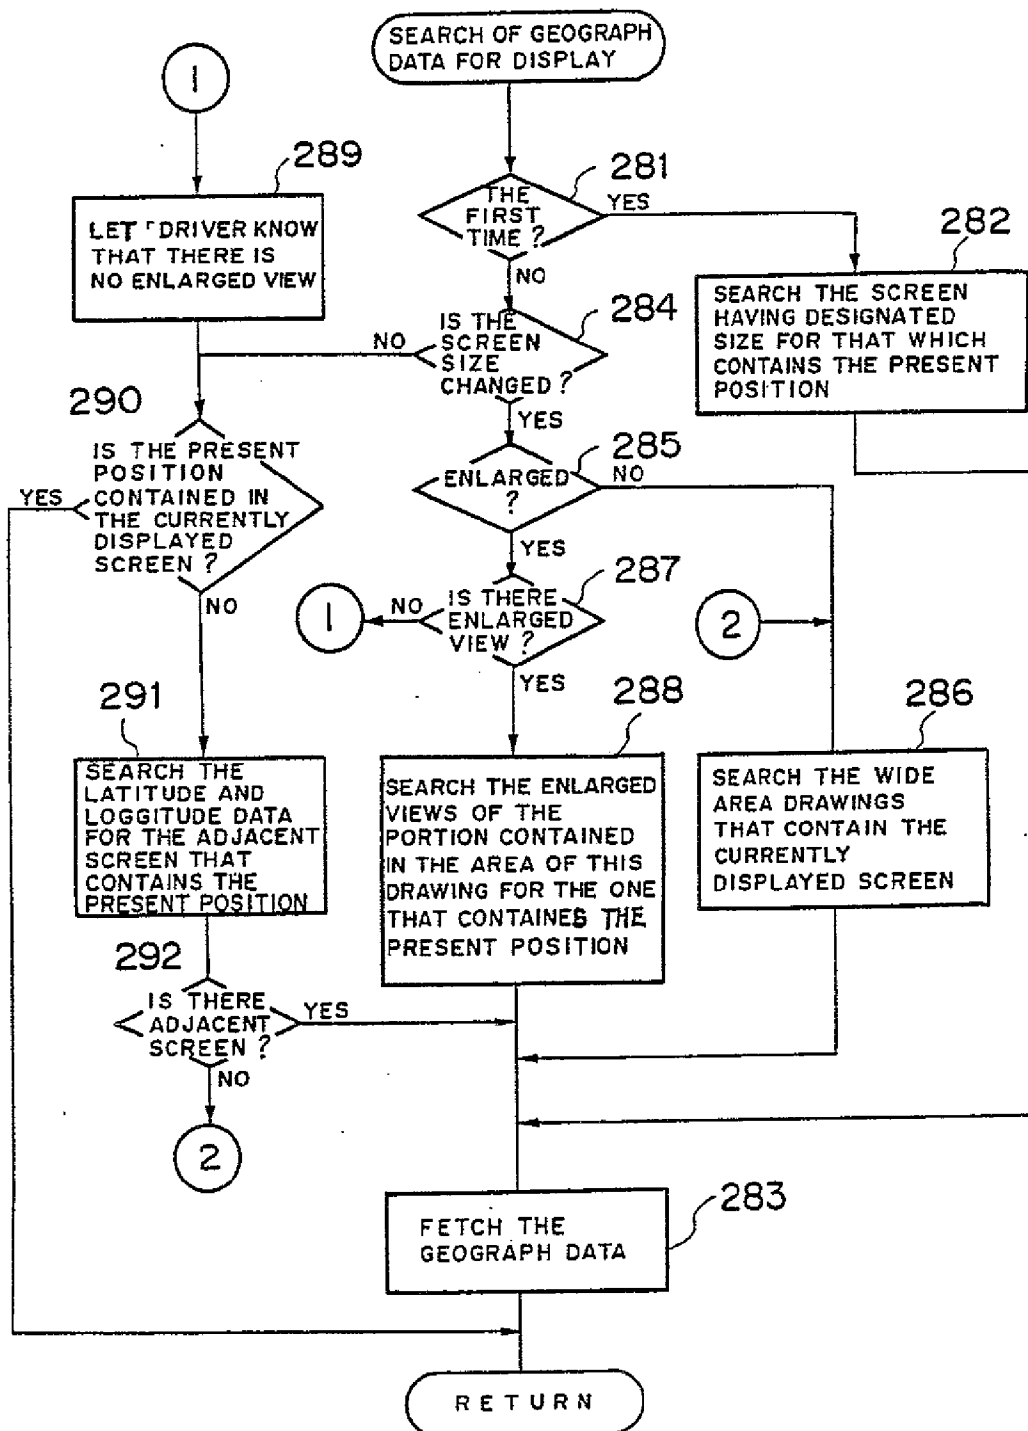 SEARCH OF GEOGRAPH
DATA FOR DISPLAY
1
289
LET DRIVER KNOW
THAT THERE IS
NO ENLARGED VIEW
281
THE
FIRST
TIME ?
YES
NO
282
SEARCH THE SCREEN
HAVING DESIGNATED
SIZE FOR THAT WHICH
CONTAINS THE PRESENT
POSITION
284
IS THE
SCREEN
SIZE
CHANGED ?
NO
YES
290
IS THE PRESENT
POSITION
CONTAINED IN
THE CURRENTLY
DISPLAYED
SCREEN ?
YES
NO
285
ENLARGED
?
NO
YES
287
IS THERE
ENLARGED
VIEW ?
NO
1
YES
2
291
SEARCH THE
LATITUDE AND
LOGGITUDE DATA
FOR THE ADJACENT
SCREEN THAT
CONTAINS THE
PRESENT POSITION
288
SEARCH THE ENLARGED
VIEWS OF THE
PORTION CONTAINED
IN THE AREA OF THIS
DRAWING FOR THE ONE
THAT CONTAINES THE
PRESENT POSITION
286
SEARCH THE WIDE
AREA DRAWINGS
THAT CONTAIN THE
CURRENTLY
DISPLAYED SCREEN
292
IS THERE
ADJACENT
SCREEN ?
YES
NO
2
283
FETCH THE
GEOGRAPH DATA
RETURN